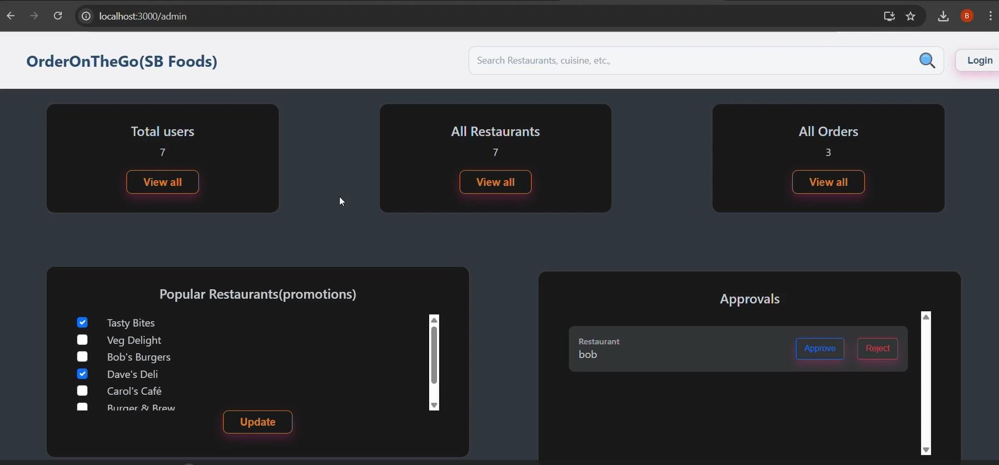 localhost:3000/admin
B
OrderOnTheGo(SB Foods)
Search Restaurants, cuisine, etc.,
Login
Total users
7
View all
All Restaurants
7
View all
All Orders
3
View all
Popular Restaurants(promotions)
Tasty Bites
Veg Delight
Bob's Burgers
Dave's Deli
Carol's Café
Burger & Brew
Update
Approvals
Restaurant
bob
Approve
Reject